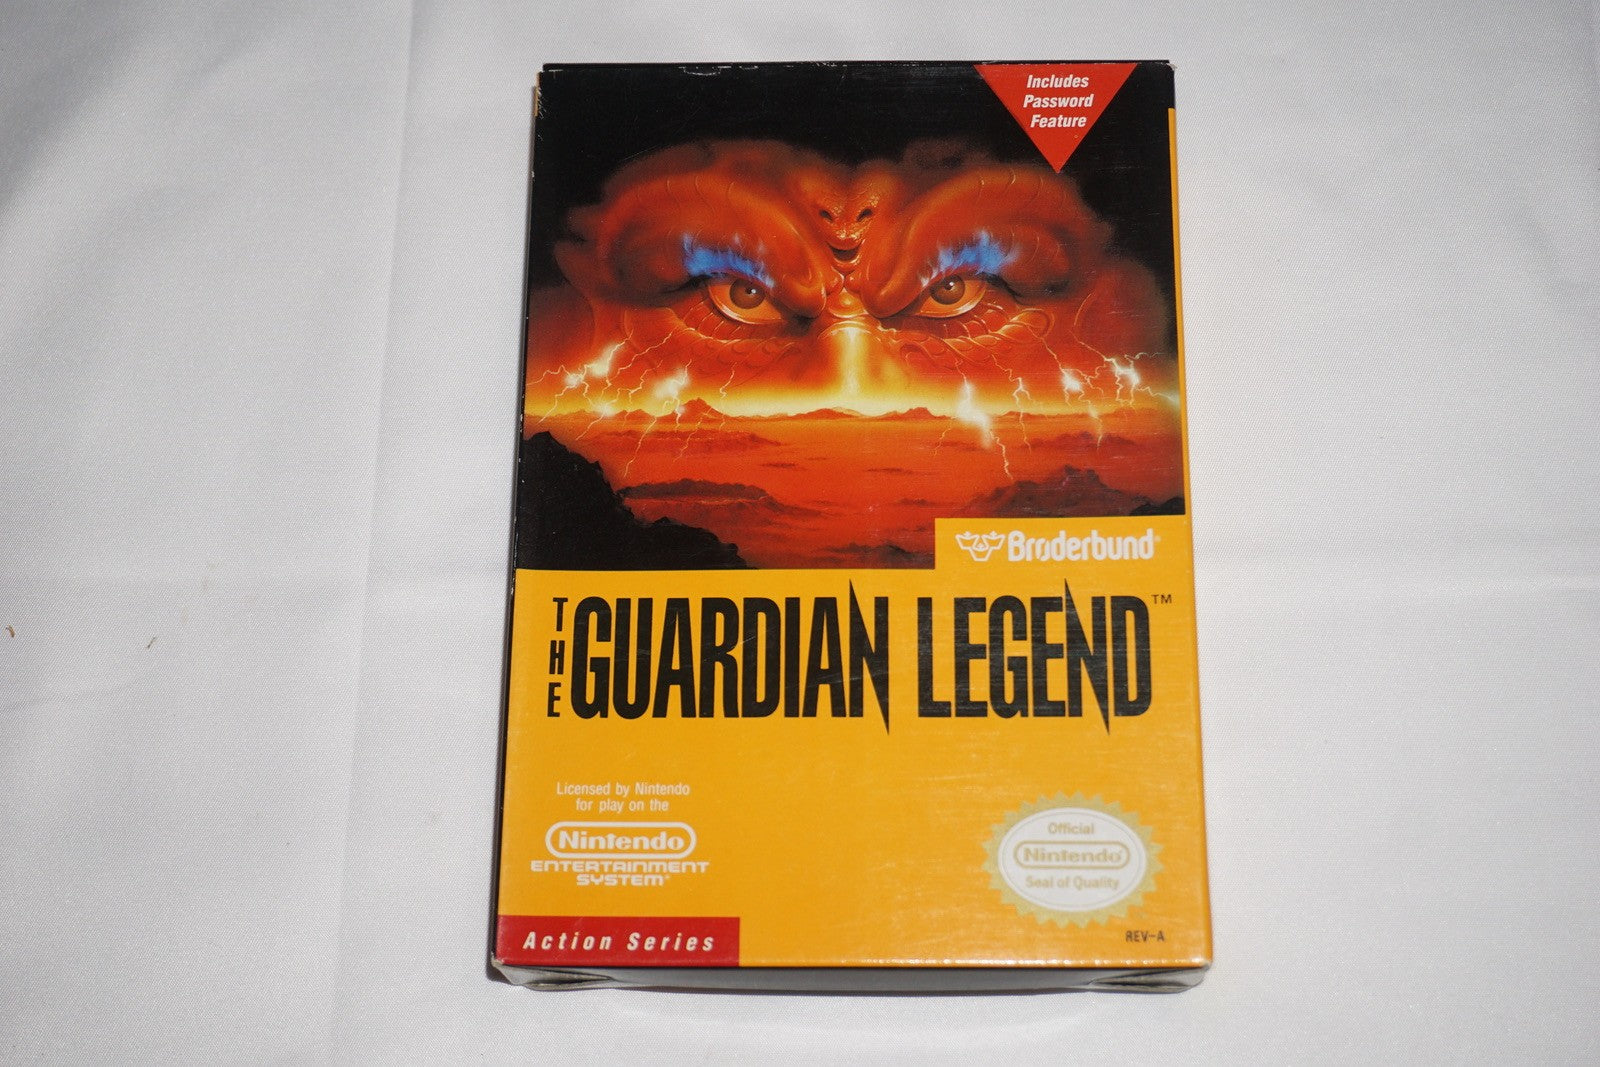 Includes
Password
Feature
Brøderbund®
THE GUARDIAN LEGEND™
Licensed by Nintendo
for play on the
Nintendo
ENTERTAINMENT
SYSTEM®
Official
Nintendo®
Seal of Quality
REV-A
Action Series